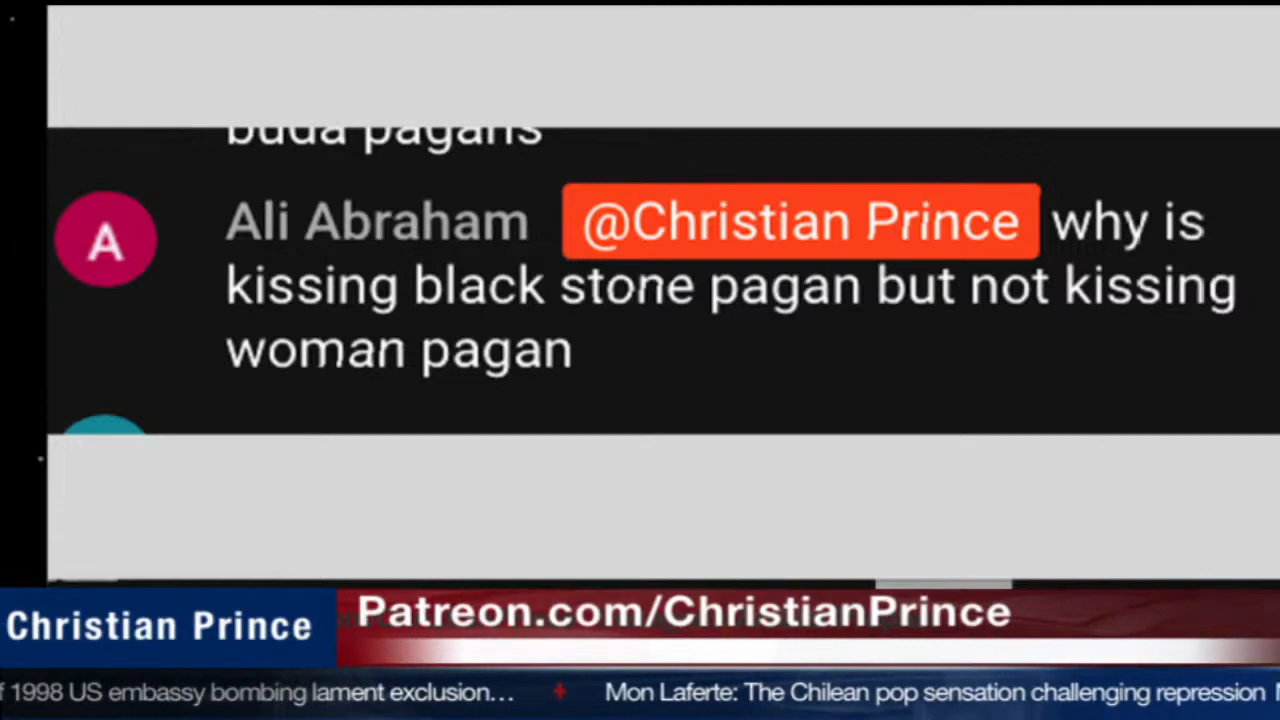 buda pagans
A
Ali Abraham @Christian Prince why is
kissing black stone pagan but not kissing
woman pagan
Christian Prince
Patreon.com/ChristianPrince
1998 US embassy bombing lament exclusion…
Mon Laferte: The Chilean pop sensation challenging repression